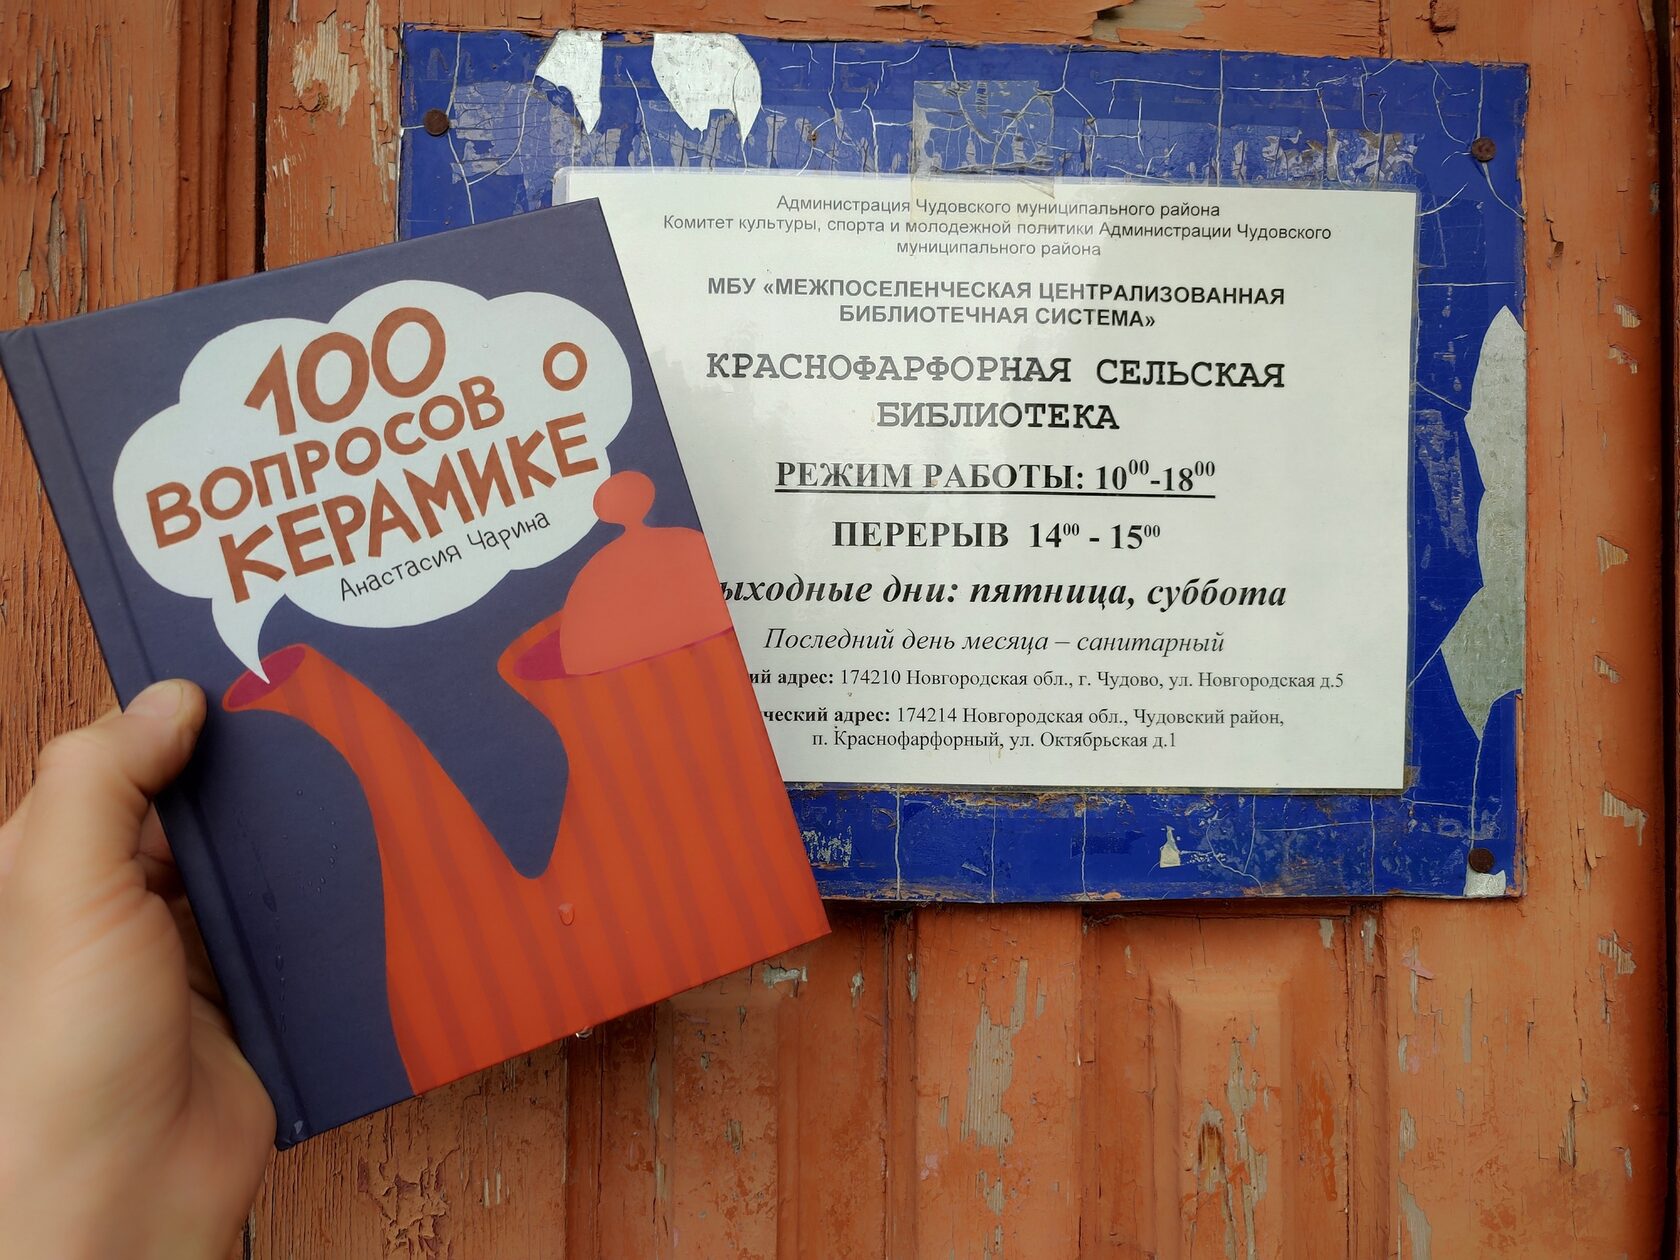 100
ВОПРОСОВ О
КЕРАМИКЕ
Анастасия Чарина
Администрация Чудовского муниципального района
Комитет культуры, спорта и молодежной политики Администрации Чудовского
муниципального района
МБУ «МЕЖПОСЕЛЕНЧЕСКАЯ ЦЕНТРАЛИЗОВАННАЯ
БИБЛИОТЕЧНАЯ СИСТЕМА»
КРАСНОФАРФОРНАЯ СЕЛЬСКАЯ
БИБЛИОТЕКА
РЕЖИМ РАБОТЫ: 10⁰⁰-18⁰⁰
ПЕРЕРЫВ 14⁰⁰ - 15⁰⁰
дни: пятница, суббота
Последний день месяца – санитарный
адрес: 174210 Новгородская обл., г. Чудово, ул. Новгородская д.5
адрес: 174214 Новгородская обл., Чудовский район,
п. Краснофарфорный, ул. Октябрьская д.1